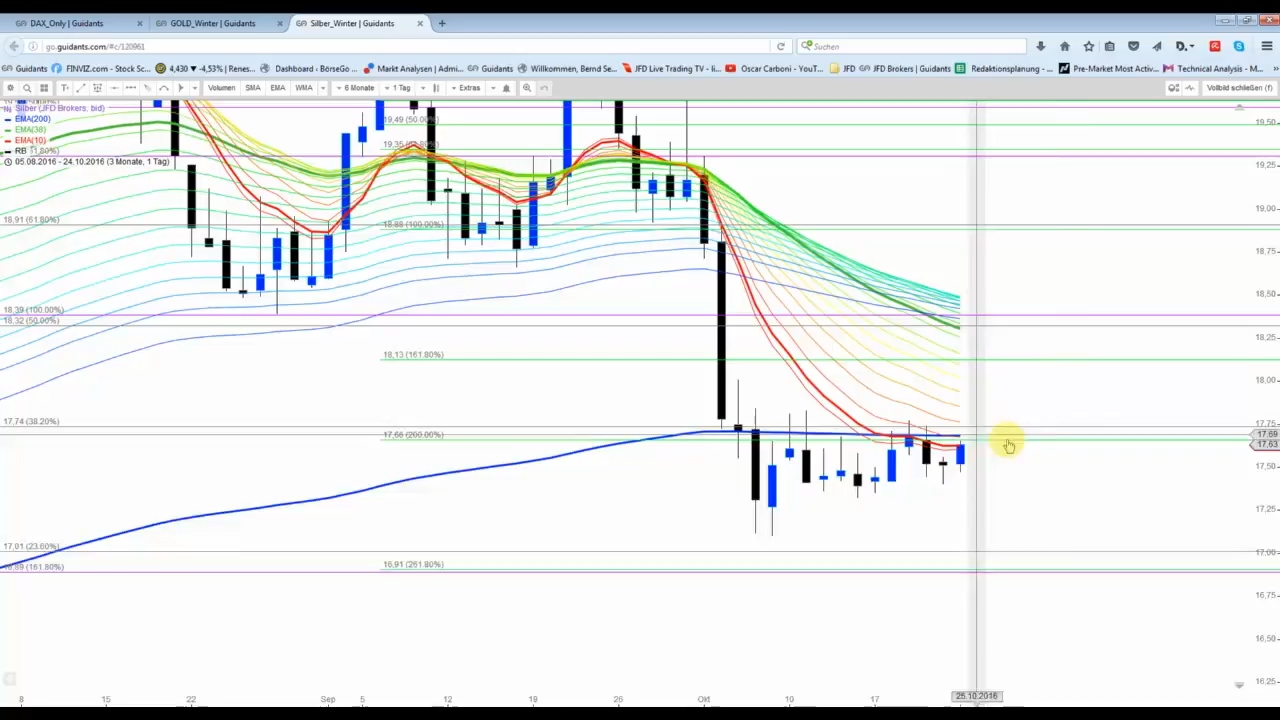 DAX_Only | Guidants
GOLD_Winter | Guidants
Silber_Winter | Guidants
go.guidants.com/#c/120961
Suchen
Guidants FINVIZ.com - Stock Sc... 4,430 -4,53% | Renes... Dashboard - BörseGo ... Markt Analysen | Admi... Guidants Willkommen, Bernd Se... JFD Live Trading TV - li... Oscar Carboni - YouT... JFD JFD Brokers | Guidants Redaktionsplanung - ... Pre-Market Most Activ... Technical Analysis - M...
Volumen SMA EMA WMA 6 Monate 1 Tag Extras Vollbild schließen (f)
Silber (JFD Brokers; bid)
EMA(200)
EMA(38)
EMA(10)
RB
05.08.2016 - 24.10.2016 (3 Monate, 1 Tag)
19,49 (50.00%)
18,91 (61.80%)
18,88 (100.00%)
18,39 (100.00%)
18,32 (50.00%)
18,13 (161.80%)
17,74 (38.20%)
17,66 (200.00%)
17,01 (23.60%)
16,91 (261.80%)
16,89 (161.80%)
19,50
19,25
19,00
18,75
18,50
18,25
18,00
17,75
17,69
17,63
17,50
17,25
17,00
16,75
16,50
16,25
8 15 22 Sep 5 12 19 26 Okt 10 17 25.10.2016